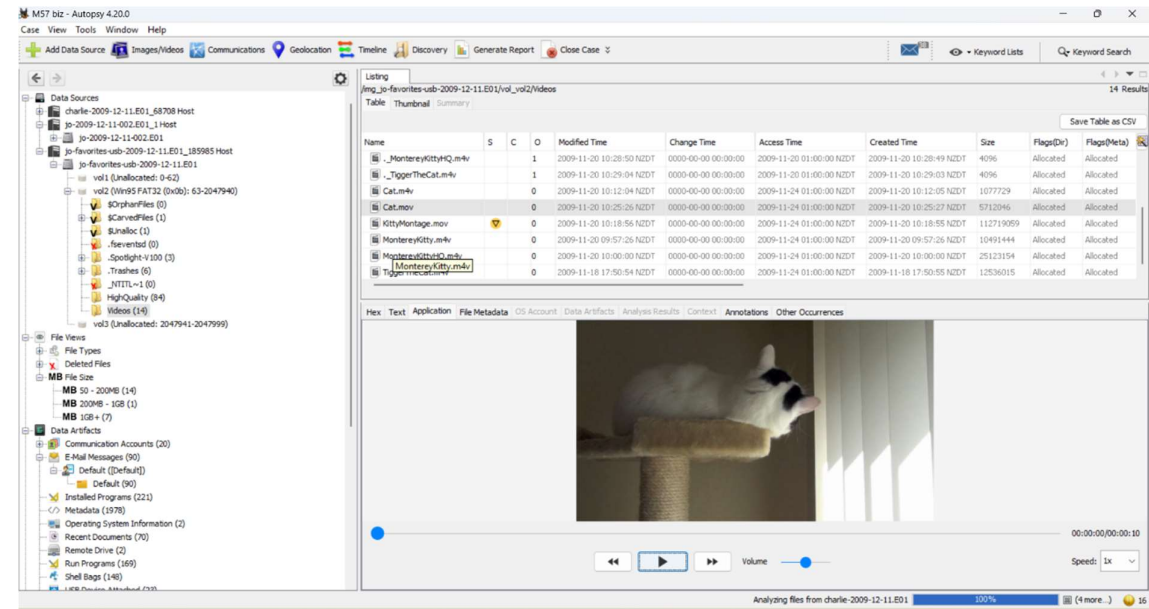 M57 biz - Autopsy 4.20.0
Case View Tools Window Help
Add Data Source Images/Videos Communications Geolocation Timeline Discovery Generate Report Close Case Keyword Lists Keyword Search
Listing
/img_jo-favorites-usb-2009-12-11.E01/vol_vol2/Videos 14 Results
Table Thumbnail Summary
Save Table as CSV
Name S C O Modified Time Change Time Access Time Created Time Size Flags(Dir) Flags(Meta)
._MontereyKittyHQ.m4v 1 2009-11-20 10:28:50 NZDT 0000-00-00 00:00:00 2009-11-20 01:00:00 NZDT 2009-11-20 10:28:49 NZDT 4096 Allocated Allocated
._TiggerTheCat.m4v 1 2009-11-20 10:29:04 NZDT 0000-00-00 00:00:00 2009-11-20 01:00:00 NZDT 2009-11-20 10:29:03 NZDT 4096 Allocated Allocated
Cat.m4v 0 2009-11-20 10:12:04 NZDT 0000-00-00 00:00:00 2009-11-24 01:00:00 NZDT 2009-11-20 10:12:05 NZDT 1077729 Allocated Allocated
Cat.mov 0 2009-11-20 10:25:26 NZDT 0000-00-00 00:00:00 2009-11-24 01:00:00 NZDT 2009-11-20 10:25:27 NZDT 5712046 Allocated Allocated
KittyMontage.mov 0 2009-11-20 10:18:56 NZDT 0000-00-00 00:00:00 2009-11-24 01:00:00 NZDT 2009-11-20 10:18:55 NZDT 112719059 Allocated Allocated
MontereyKitty.m4v 0 2009-11-20 09:57:26 NZDT 0000-00-00 00:00:00 2009-11-24 01:00:00 NZDT 2009-11-20 09:57:26 NZDT 10491444 Allocated Allocated
MontereyKittyHQ.m4v 0 2009-11-20 10:00:00 NZDT 0000-00-00 00:00:00 2009-11-24 01:00:00 NZDT 2009-11-20 10:00:00 NZDT 25123154 Allocated Allocated
MontereyKitty.m4v
TiggerTheCat.m4v 0 2009-11-18 17:50:54 NZDT 0000-00-00 00:00:00 2009-11-24 01:00:00 NZDT 2009-11-18 17:50:55 NZDT 12536015 Allocated Allocated
Data Sources
charlie-2009-12-11.E01_68708 Host
jo-2009-12-11-002.E01_1 Host
jo-2009-12-11-002.E01
jo-favorites-usb-2009-12-11.E01_185985 Host
jo-favorites-usb-2009-12-11.E01
vol1 (Unallocated: 0-62)
vol2 (Win95 FAT32 (0x0b): 63-2047940)
$OrphanFiles (0)
$CarvedFiles (1)
$Unalloc (1)
.fseventsd (0)
.Spotlight-V100 (3)
.Trashes (6)
_NTITL~1 (0)
HighQuality (84)
Videos (14)
vol3 (Unallocated: 2047941-2047999)
File Views
File Types
Deleted Files
MB File Size
MB 50 - 200MB (14)
MB 200MB - 1GB (1)
MB 1GB+ (7)
Data Artifacts
Communication Accounts (20)
E-Mail Messages (90)
Default ([Default])
Default (90)
Installed Programs (221)
Metadata (1978)
Operating System Information (2)
Recent Documents (70)
Remote Drive (2)
Run Programs (169)
Shell Bags (148)
USB Device Attached (23)
Hex Text Application File Metadata OS Account Data Artifacts Analysis Results Context Annotations Other Occurrences
00:00:00/00:00:10
Volume Speed: 1x
Analyzing files from charlie-2009-12-11.E01 100% (4 more...) 16